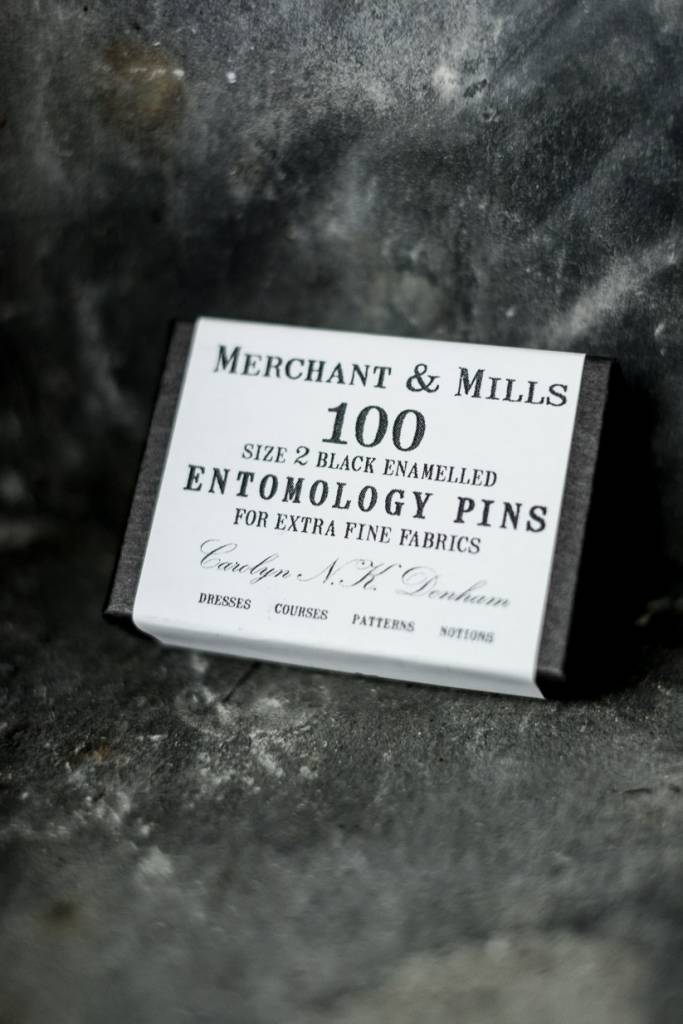 MERCHANT & MILLS
100
SIZE 2 BLACK ENAMELLED
ENTOMOLOGY PINS
FOR EXTRA FINE FABRICS
Carolyn N.K. Denham
DRESSES COURSES PATTERNS NOTIONS